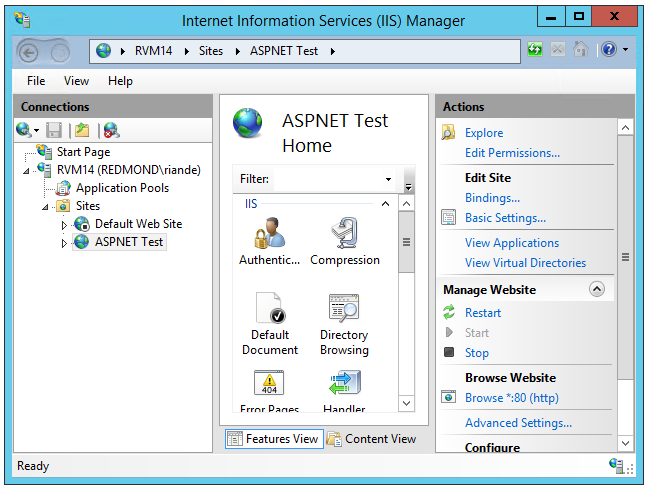 Internet Information Services (IIS) Manager
RVM14 Sites ASPNET Test
File View Help
Connections
Start Page
RVM14 (REDMOND\riande)
Application Pools
Sites
Default Web Site
ASPNET Test
ASPNET Test
Home
Filter:
IIS
Authentic... Compression
Default
Document
Directory
Browsing
404
Error Pages Handler
Features View Content View
Actions
Explore
Edit Permissions...
Edit Site
Bindings...
Basic Settings...
View Applications
View Virtual Directories
Manage Website
Restart
Start
Stop
Browse Website
Browse *:80 (http)
Advanced Settings...
Configure
Ready